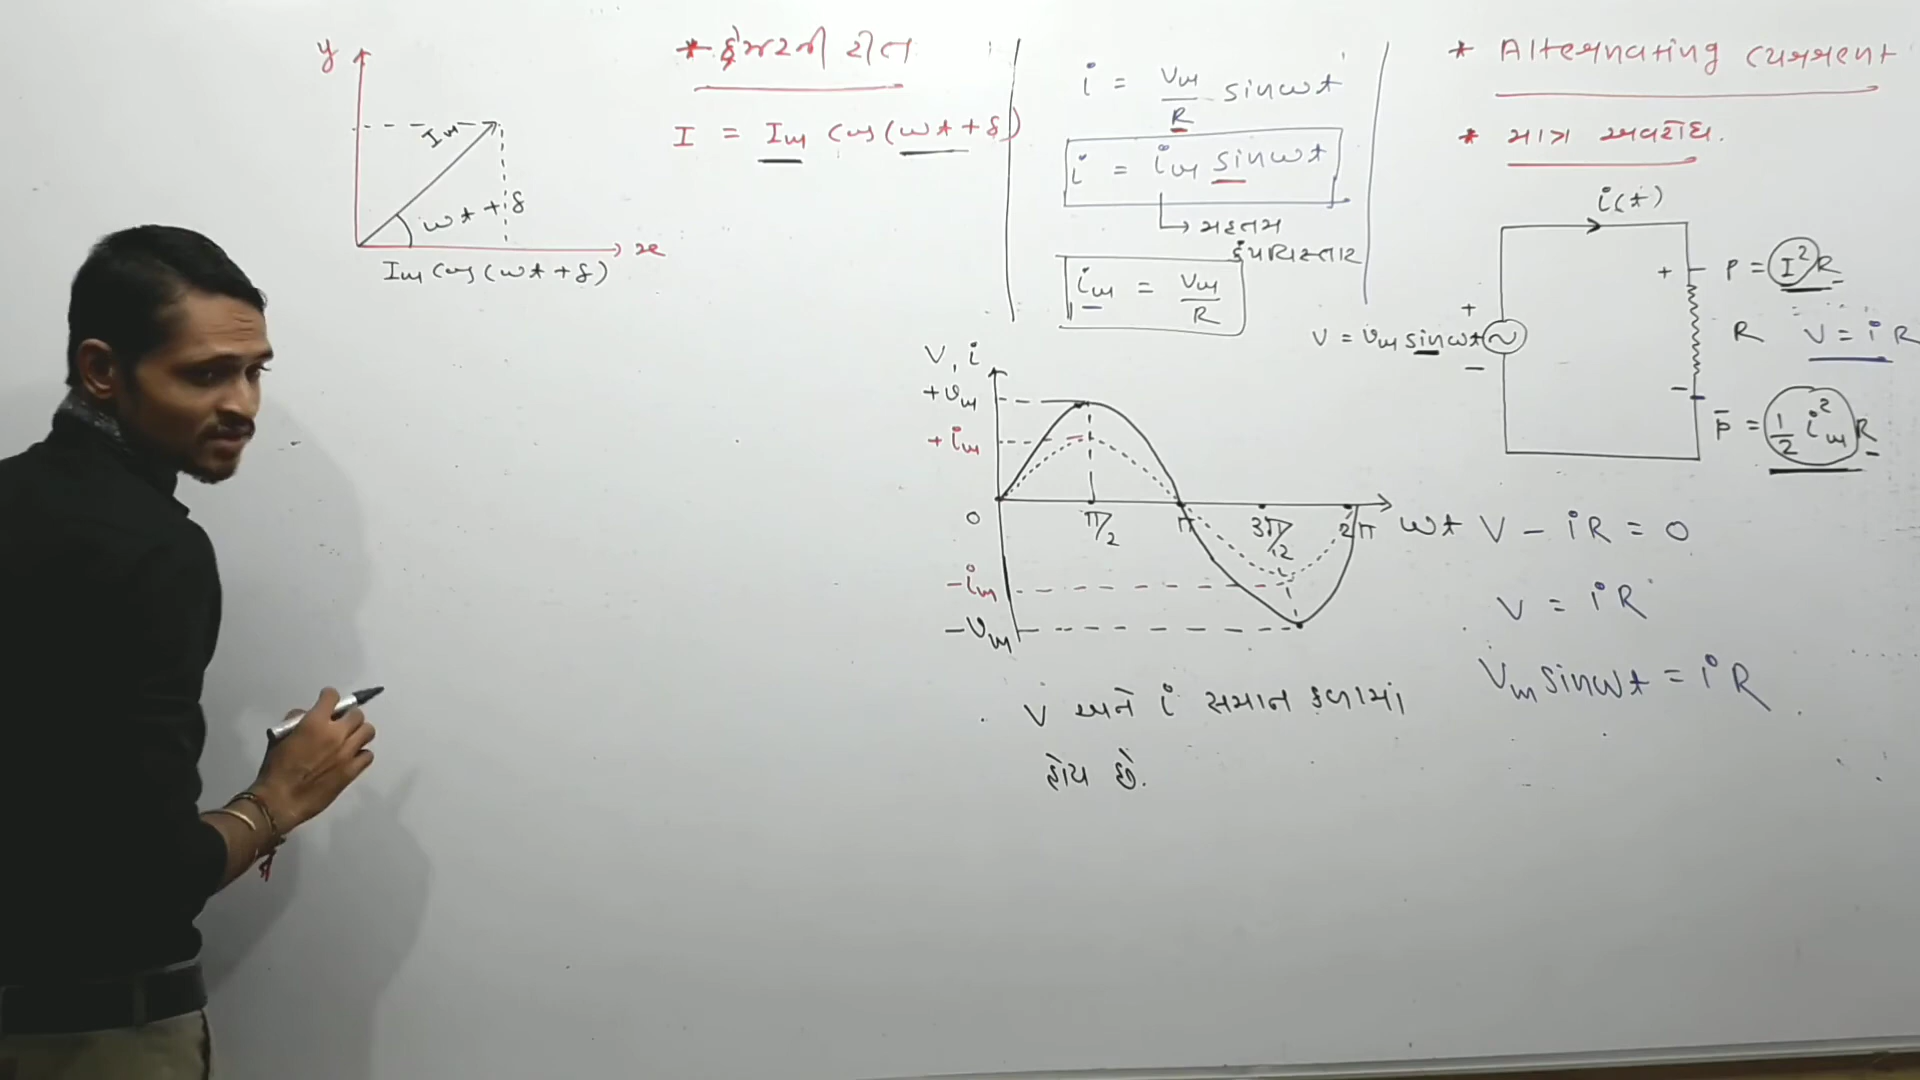 * Alternating current
* માત્ર અવરોધ.
i(t)
+
P = I²R
V = Vm sinωt
+
−
R
V = iR
−
p̄ = 1/2 i²m R
V − iR = 0
V = iR
Vm sinωt = iR
i = Vm/R sinωt
i = im sinωt
→ મહત્તમ
કંપવિસ્તાર
im = Vm/R
V, i
+Vm
+im
0
π/2
π
3π/2
2π
ωt
−im
−Vm
V અને i સમાન કળામાં
હોય છે.
* ફેઝરની રીત
I = Im cos(ωt + δ)
y
Im
ωt + δ
x
Im cos(ωt + δ)